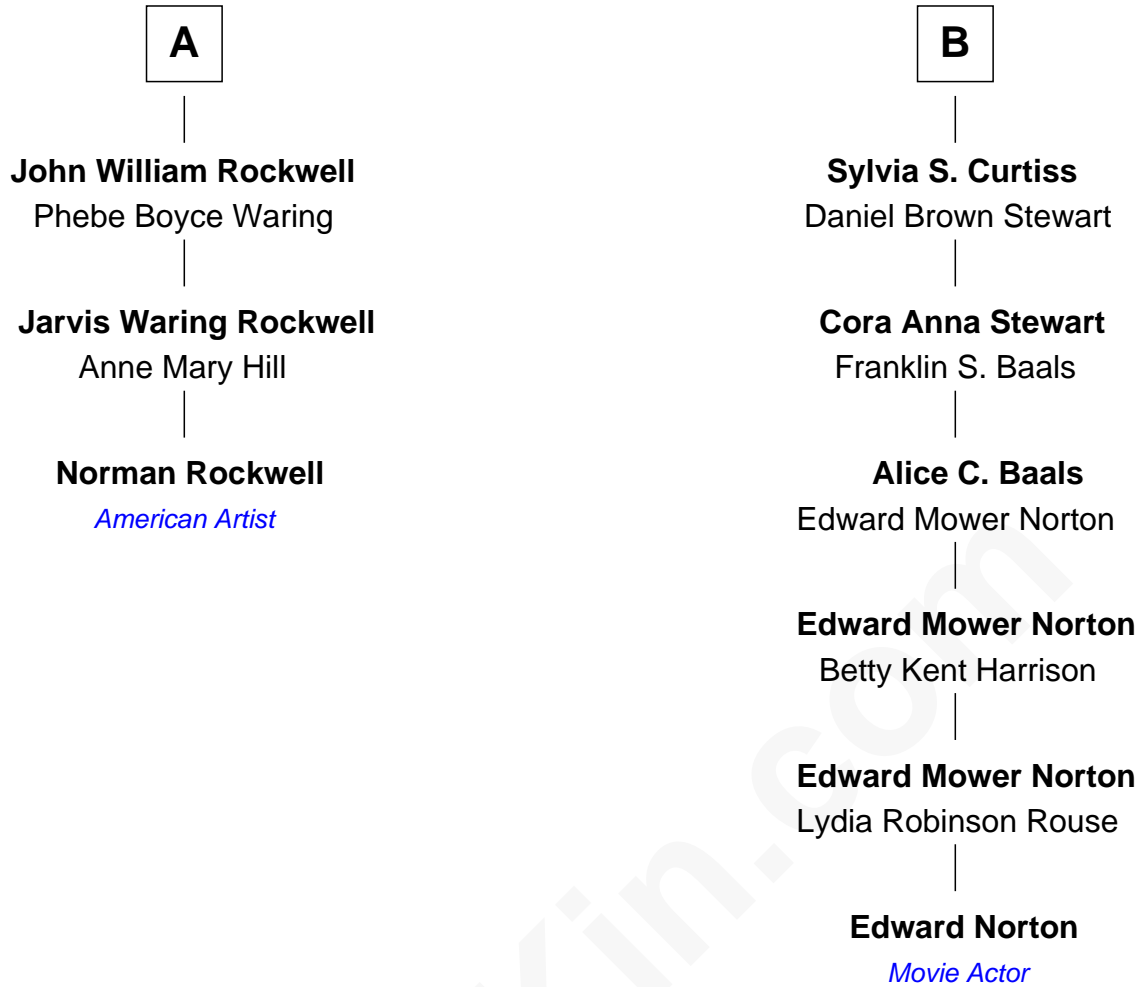 A
John William Rockwell
Phebe Boyce Waring
Jarvis Waring Rockwell
Anne Mary Hill
Norman Rockwell
American Artist
B
Sylvia S. Curtiss
Daniel Brown Stewart
Cora Anna Stewart
Franklin S. Baals
Alice C. Baals
Edward Mower Norton
Edward Mower Norton
Betty Kent Harrison
Edward Mower Norton
Lydia Robinson Rouse
Edward Norton
Movie Actor
Kin.com